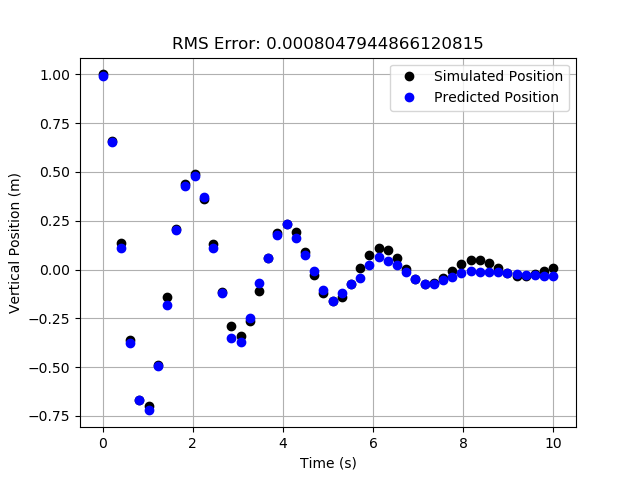 RMS Error: 0.0008047944866120815
Simulated Position
Predicted Position
1.00
0.75
0.50
0.25
0.00
−0.25
−0.50
−0.75
Vertical Position (m)
0 2 4 6 8 10
Time (s)